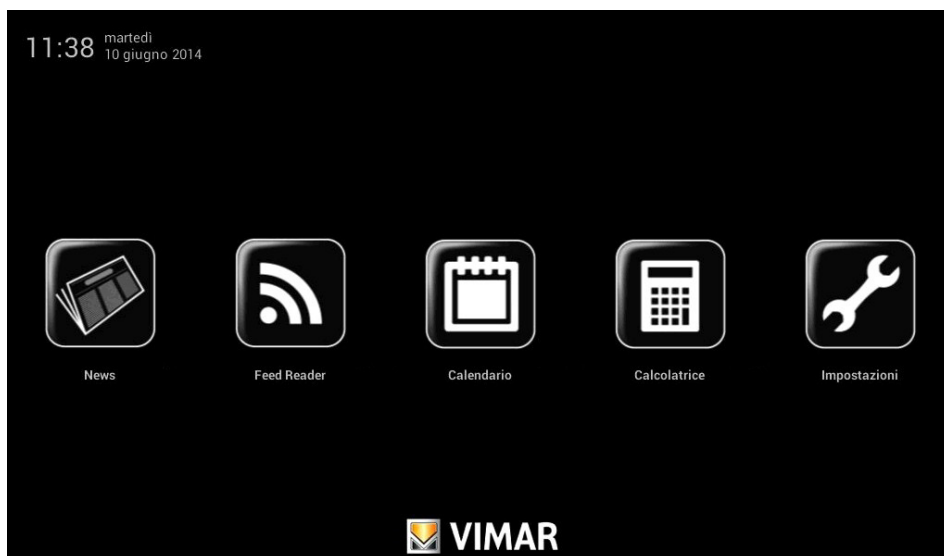 11:38
martedì
10 giugno 2014
News
Feed Reader
Calendario
Calcolatrice
Impostazioni
VIMAR